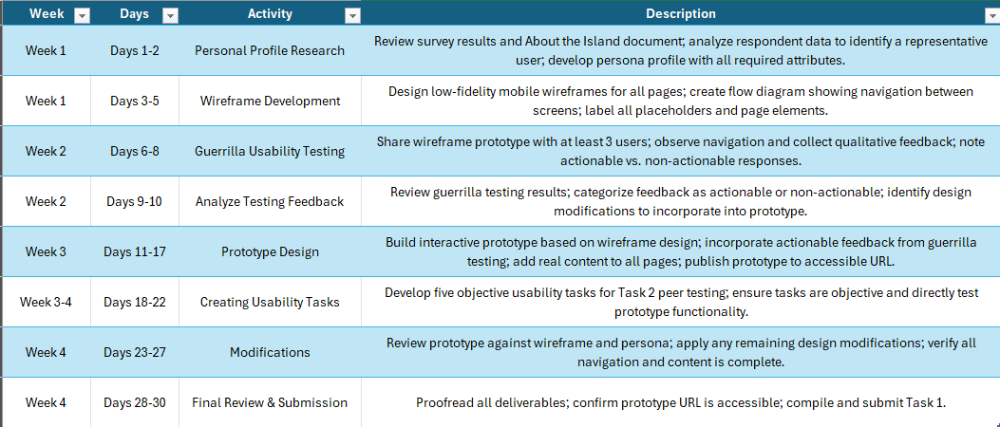 Week Days Activity Description
Week 1 Days 1-2 Personal Profile Research Review survey results and About the Island document; analyze respondent data to identify a representative
user; develop persona profile with all required attributes.
Week 1 Days 3-5 Wireframe Development Design low-fidelity mobile wireframes for all pages; create flow diagram showing navigation between
screens; label all placeholders and page elements.
Week 2 Days 6-8 Guerrilla Usability Testing Share wireframe prototype with at least 3 users; observe navigation and collect qualitative feedback; note
actionable vs. non-actionable responses.
Week 2 Days 9-10 Analyze Testing Feedback Review guerrilla testing results; categorize feedback as actionable or non-actionable; identify design
modifications to incorporate into prototype.
Week 3 Days 11-17 Prototype Design Build interactive prototype based on wireframe design; incorporate actionable feedback from guerrilla
testing; add real content to all pages; publish prototype to accessible URL.
Week 3-4 Days 18-22 Creating Usability Tasks Develop five objective usability tasks for Task 2 peer testing; ensure tasks are objective and directly test
prototype functionality.
Week 4 Days 23-27 Modifications Review prototype against wireframe and persona; apply any remaining design modifications; verify all
navigation and content is complete.
Week 4 Days 28-30 Final Review & Submission Proofread all deliverables; confirm prototype URL is accessible; compile and submit Task 1.